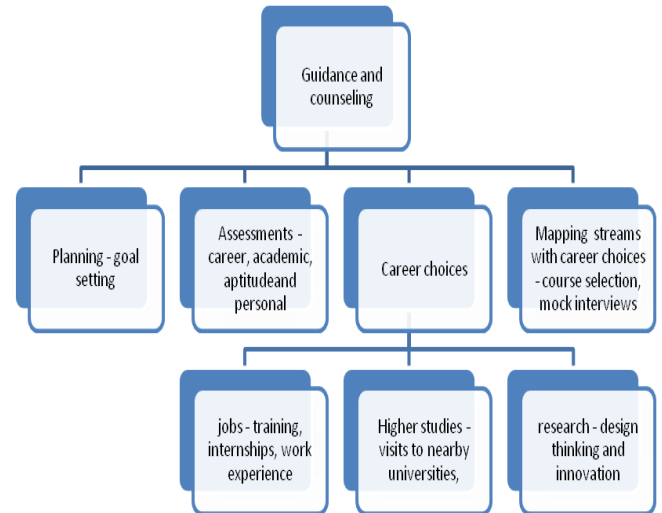 Guidance and
counseling
Planning - goal
setting
Assessments -
career, academic,
aptitudeand
personal
Career choices
Mapping streams
with career choices
- course selection,
mock interviews
jobs - training,
internships, work
experience
Higher studies -
visits to nearby
universities,
research - design
thinking and
innovation